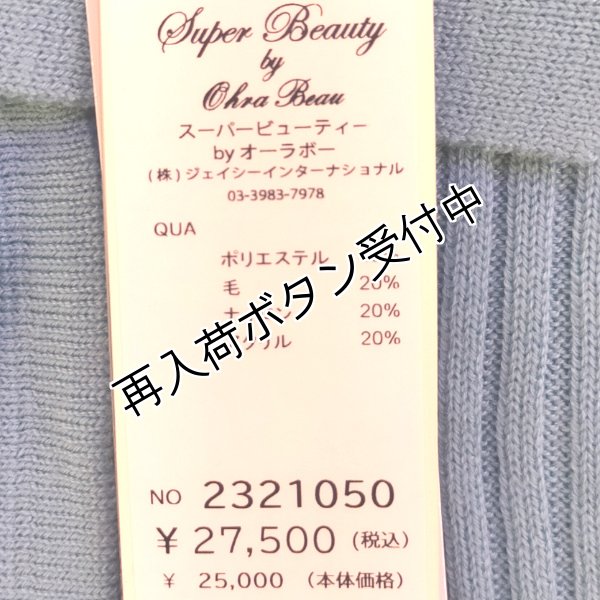 Super Beauty
by
Ohra Beau
スーパービューティー
by オーラボー
(株)ジェイシーインターナショナル
03-3983-7978
QUA
ポリエステル
毛 20%
20%
20%
再入荷ボタン受付中
NO 2321050
¥ 27,500 (税込)
¥ 25,000 (本体価格)